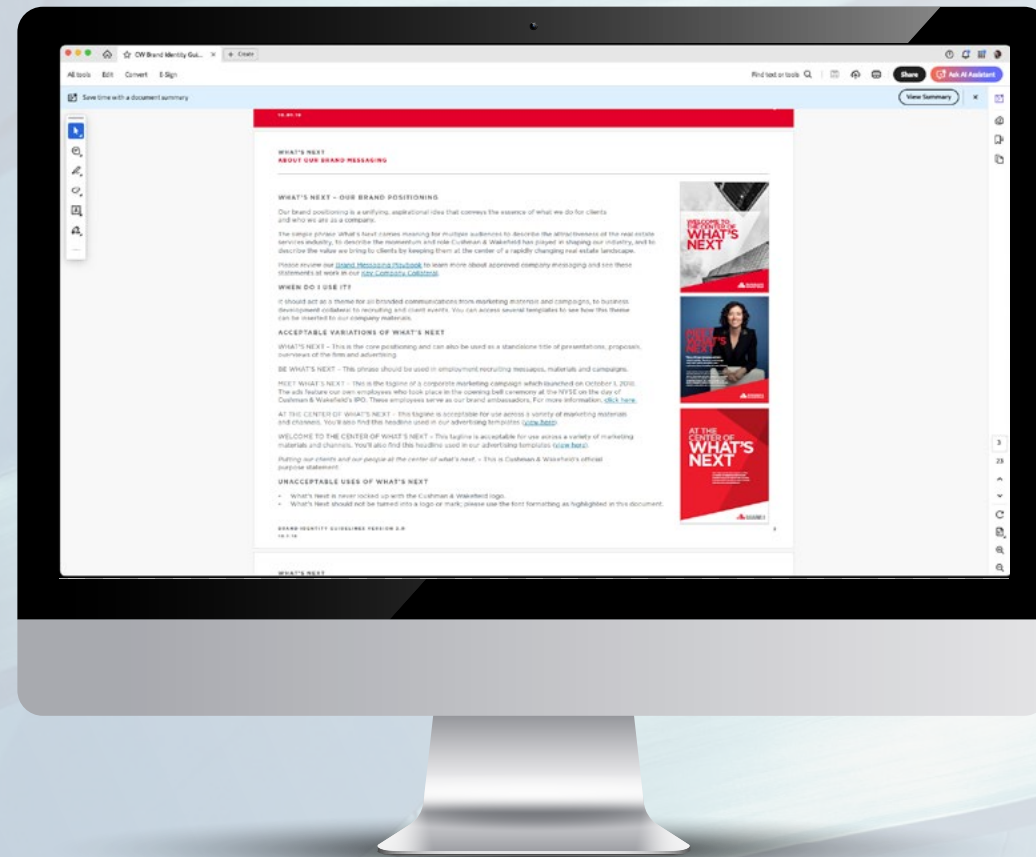 CW Brand Identity Gui...
+ Create
All tools Edit Convert E-Sign
Find text or tools
Share
Ask AI Assistant
Save time with a document summary
View Summary
WHAT'S NEXT
ABOUT OUR BRAND MESSAGING
WHAT'S NEXT – OUR BRAND POSITIONING
Our brand positioning is a unifying, aspirational idea that conveys the essence of what we do for clients
and who we are as a company.
The simple phrase What's Next carries meaning for multiple audiences to describe the attractiveness of the real estate
services industry, to describe the momentum and role Cushman & Wakefield has played in shaping our industry, and to
describe the value we bring to clients by keeping them at the center of a rapidly changing real estate landscape.
Please review our Brand Messaging Playbook to learn more about approved company messaging and see these
statements at work in our Key Company Collateral.
WHEN DO I USE IT?
It should act as a theme for all branded communications from marketing materials and campaigns, to business
development collateral to recruiting and client events. You can access several templates to see how this theme
can be inserted to our company materials.
ACCEPTABLE VARIATIONS OF WHAT'S NEXT
WHAT'S NEXT – This is the core positioning and can also be used as a standalone title of presentations, proposals,
overviews of the firm and advertising.
BE WHAT'S NEXT – This phrase should be used in employment recruiting messages, materials and campaigns.
MEET WHAT'S NEXT – This is the tagline of a corporate marketing campaign which launched on October 1, 2018.
The ads feature our own employees who took place in the opening bell ceremony at the NYSE on the day of
Cushman & Wakefield's IPO. These employees serve as our brand ambassadors. For more information, click here.
AT THE CENTER OF WHAT'S NEXT – This tagline is acceptable for use across a variety of marketing materials
and channels. You'll also find this headline used in our advertising templates (view here).
WELCOME TO THE CENTER OF WHAT'S NEXT – This tagline is acceptable for use across a variety of marketing
materials and channels. You'll also find this headline used in our advertising templates (view here).
Putting our clients and our people at the center of what's next. – This is Cushman & Wakefield's official
purpose statement.
UNACCEPTABLE USES OF WHAT'S NEXT
• What's Next is never locked up with the Cushman & Wakefield logo.
• What's Next should not be turned into a logo or mark; please use the font formatting as highlighted in this document.
BRAND IDENTITY GUIDELINES VERSION 2.0
3
WELCOME TO
THE CENTER OF
WHAT'S
NEXT
MEET
WHAT'S
NEXT
AT THE
CENTER OF
WHAT'S
NEXT
3
23
WHAT'S NEXT